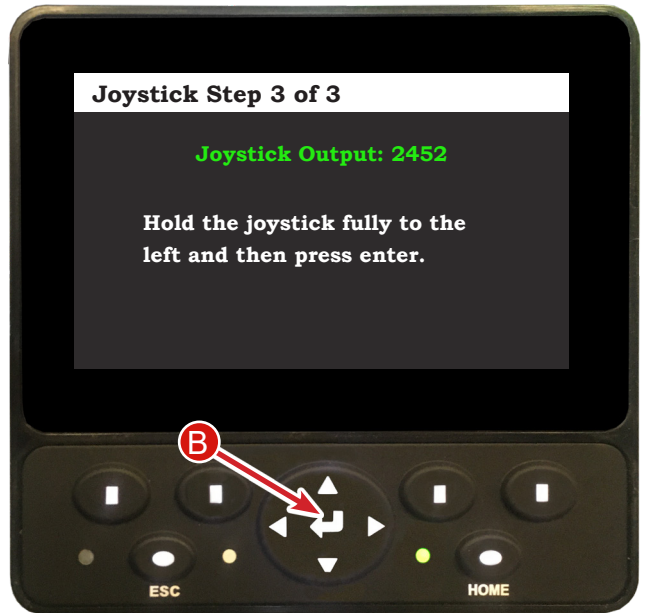 Joystick Step 3 of 3
Joystick Output: 2452
Hold the joystick fully to the
left and then press enter.
B
ESC
HOME